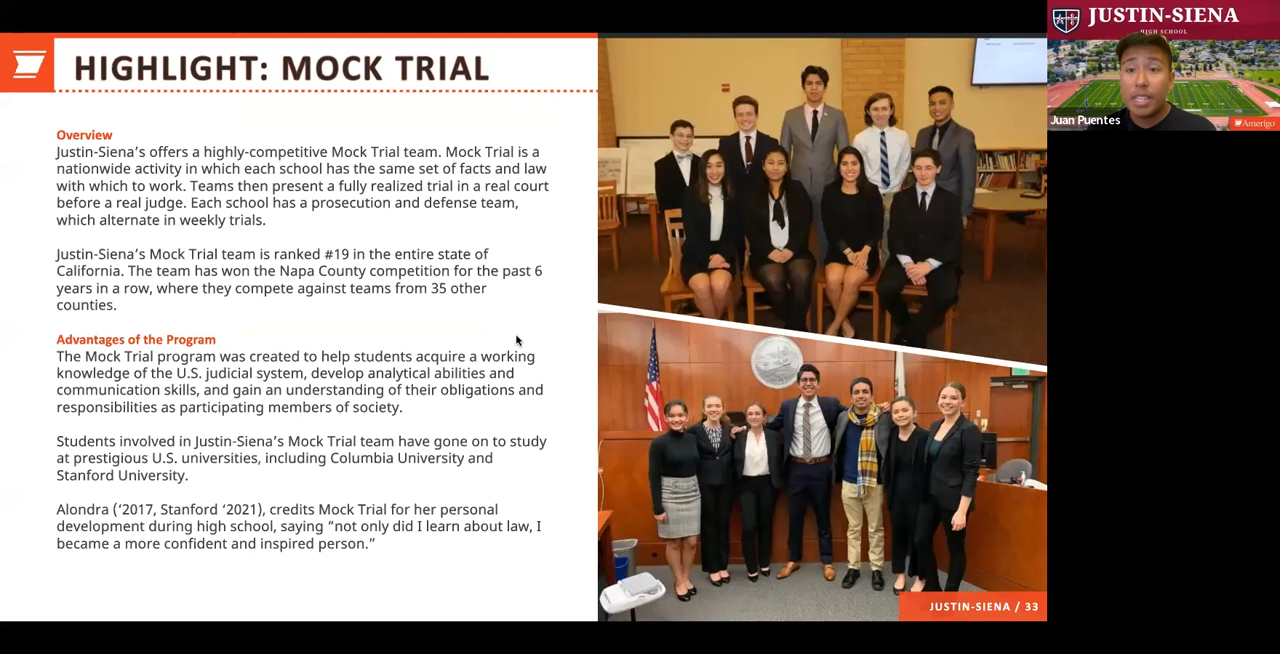 HIGHLIGHT: MOCK TRIAL
Overview
Justin-Siena's offers a highly-competitive Mock Trial team. Mock Trial is a
nationwide activity in which each school has the same set of facts and law
with which to work. Teams then present a fully realized trial in a real court
before a real judge. Each school has a prosecution and defense team,
which alternate in weekly trials.
Justin-Siena's Mock Trial team is ranked #19 in the entire state of
California. The team has won the Napa County competition for the past 6
years in a row, where they compete against teams from 35 other
counties.
Advantages of the Program
The Mock Trial program was created to help students acquire a working
knowledge of the U.S. judicial system, develop analytical abilities and
communication skills, and gain an understanding of their obligations and
responsibilities as participating members of society.
Students involved in Justin-Siena's Mock Trial team have gone on to study
at prestigious U.S. universities, including Columbia University and
Stanford University.
Alondra (‘2017, Stanford ‘2021), credits Mock Trial for her personal
development during high school, saying “not only did I learn about law, I
became a more confident and inspired person.”
JUSTIN-SIENA / 33
JUSTIN-SIENA
HIGH SCHOOL
Juan Puentes
Amerigo